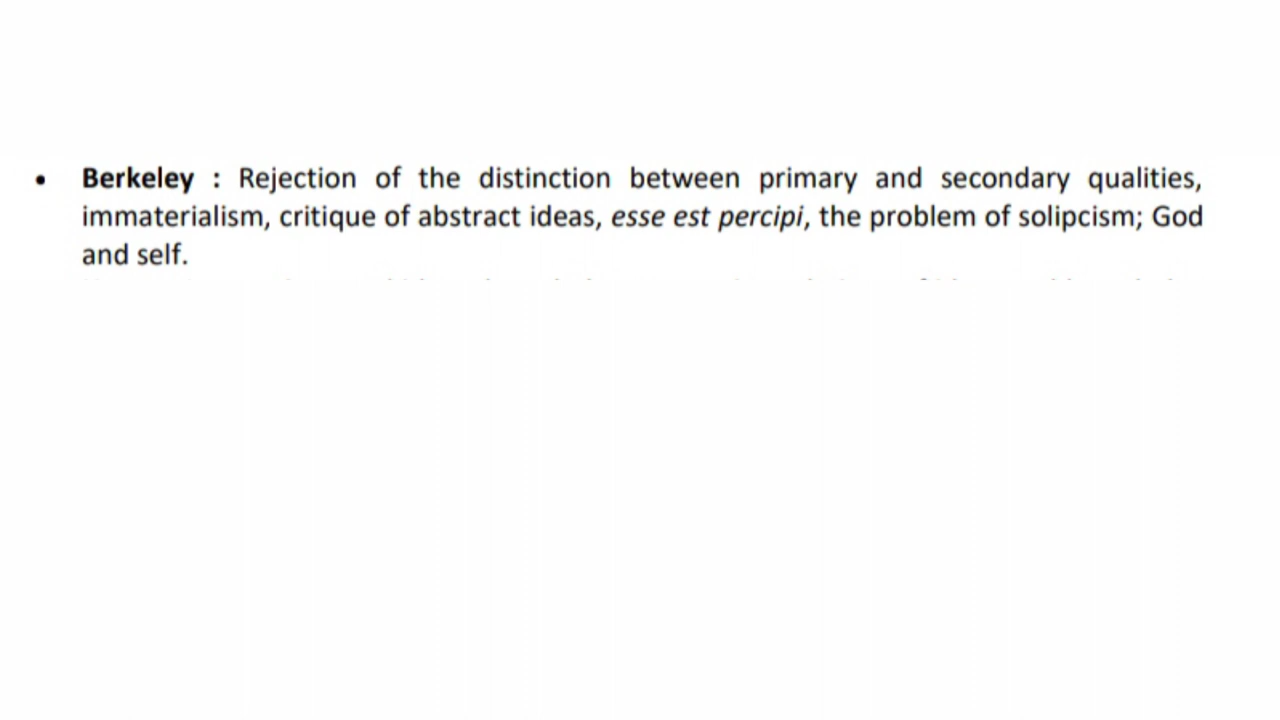 • Berkeley : Rejection of the distinction between primary and secondary qualities,
immaterialism, critique of abstract ideas, esse est percipi, the problem of solipcism; God
and self.